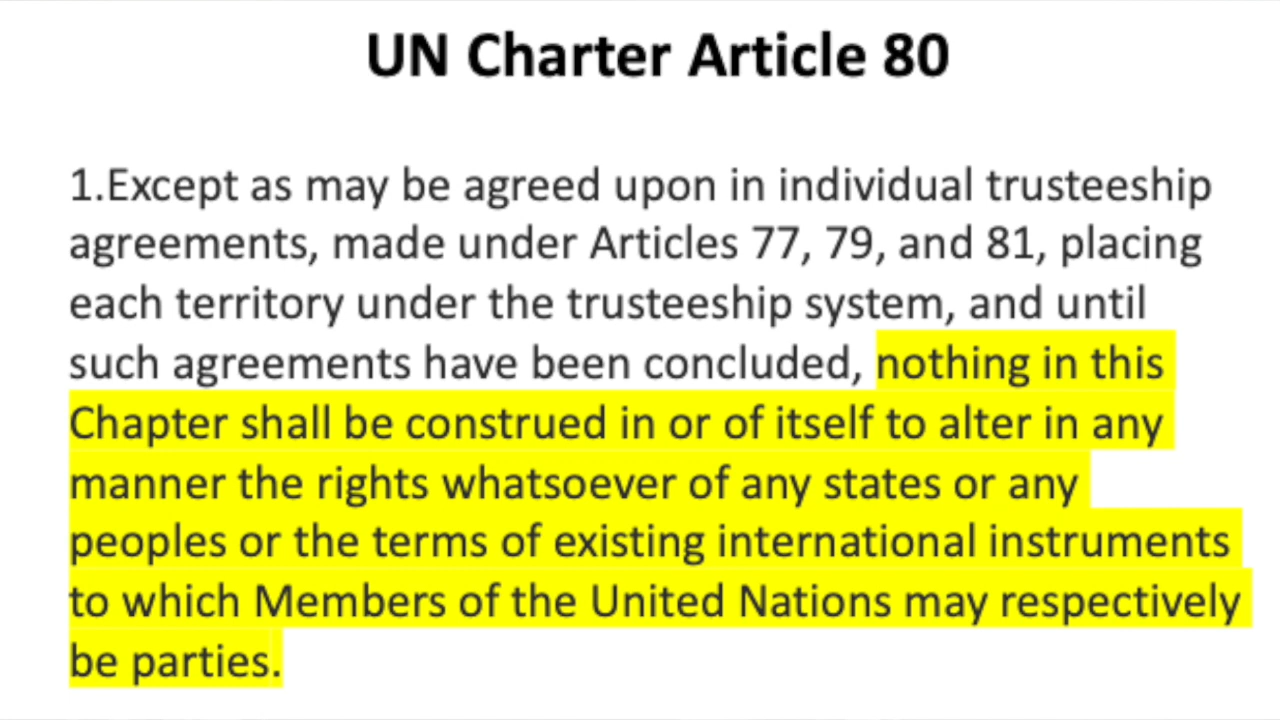 UN Charter Article 80
1.Except as may be agreed upon in individual trusteeship
agreements, made under Articles 77, 79, and 81, placing
each territory under the trusteeship system, and until
such agreements have been concluded, nothing in this
Chapter shall be construed in or of itself to alter in any
manner the rights whatsoever of any states or any
peoples or the terms of existing international instruments
to which Members of the United Nations may respectively
be parties.